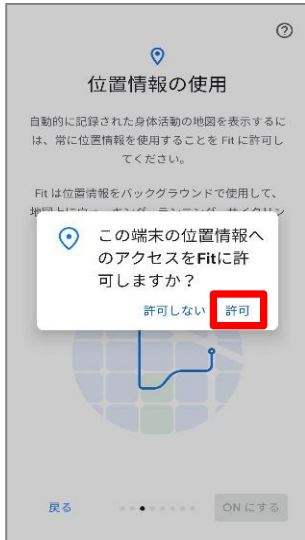 位置情報の使用
自動的に記録された身体活動の地図を表示するに
は、常に位置情報を使用することを Fit に許可し
てください。
Fit は位置情報をバックグラウンドで使用して、
この端末の位置情報へ
のアクセスをFitに許
可しますか？
許可しない 許可
戻る ON にする